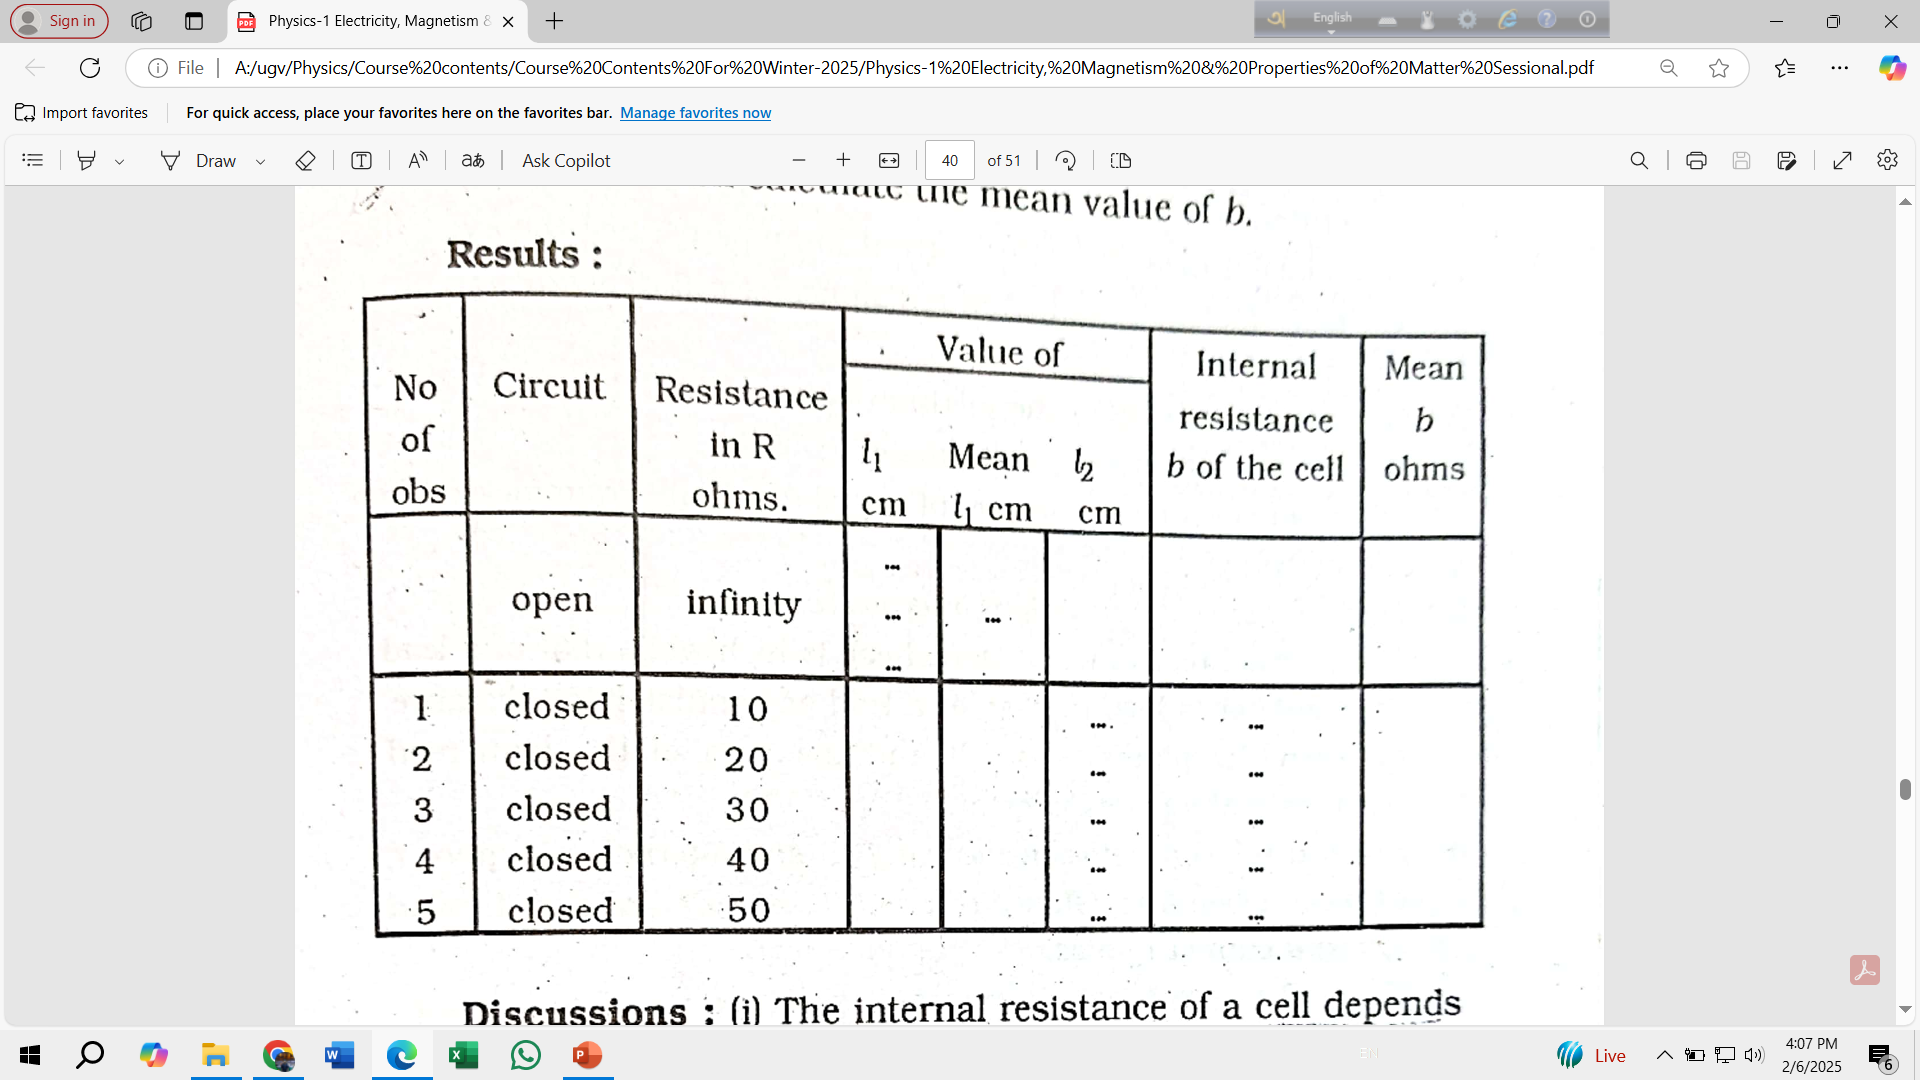 Sign in
Physics-1 Electricity, Magnetism &
English
File
A:/ugv/Physics/Course%20contents/Course%20Contents%20For%20Winter-2025/Physics-1%20Electricity,%20Magnetism%20&%20Properties%20of%20Matter%20Sessional.pdf
Import favorites
For quick access, place your favorites here on the favorites bar. Manage favorites now
Draw
Ask Copilot
40 of 51
calculate the mean value of b.
Results :
No of obs
Circuit
Resistance in R ohms.
Value of
l1 cm
Mean l1 cm
l2 cm
Internal resistance b of the cell
Mean b ohms
open infinity ... ... ... ...
1 closed 10 ... ...
2 closed 20 ... ...
3 closed 30 ... ...
4 closed 40 ... ...
5 closed 50 ... ...
Discussions : (i) The internal resistance of a cell depends
Live
4:07 PM
2/6/2025
6